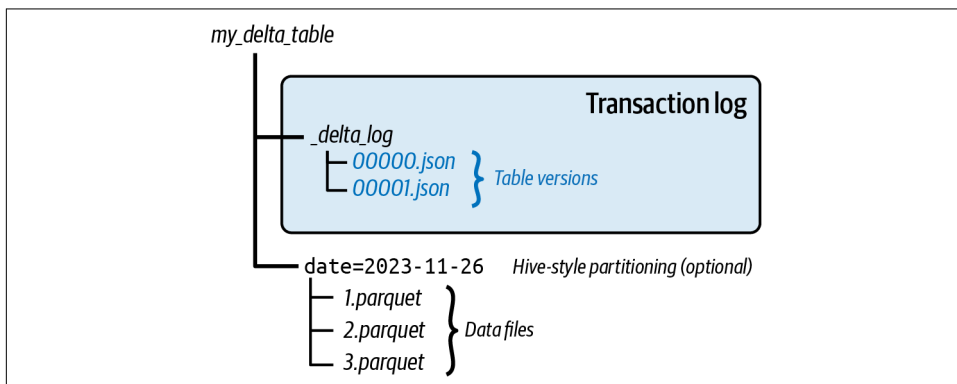 my_delta_table
Transaction log
_delta_log
00000.json
00001.json
Table versions
date=2023-11-26 Hive-style partitioning (optional)
1.parquet
2.parquet
3.parquet
Data files